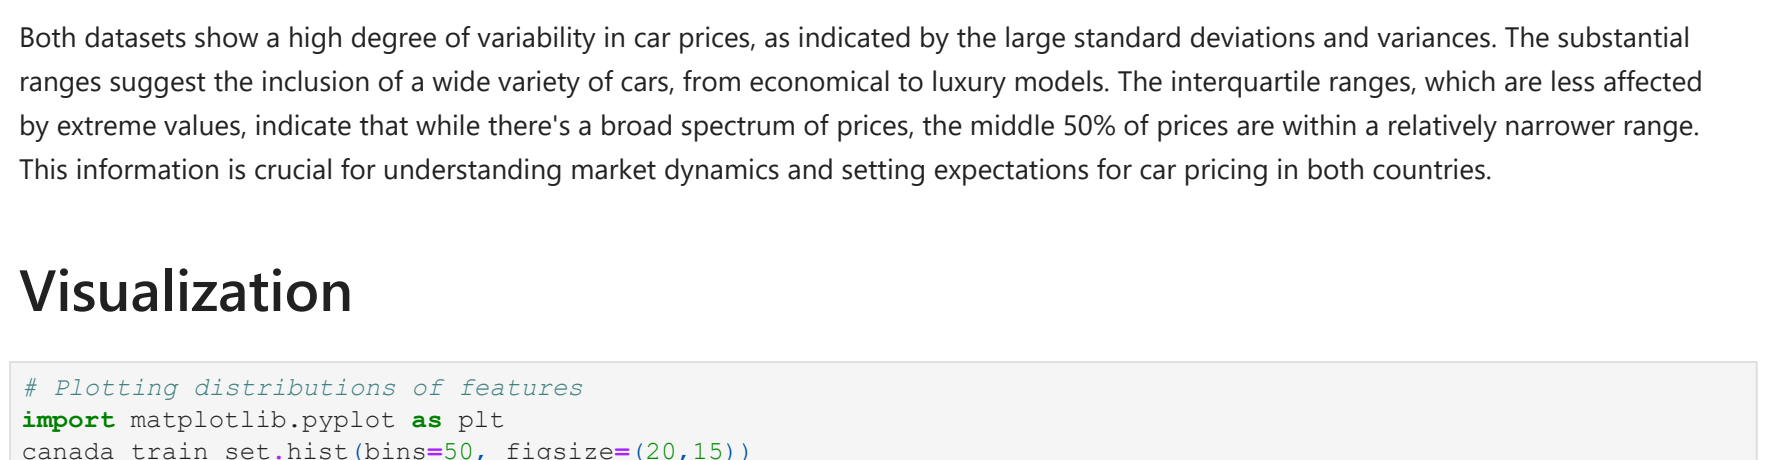 Both datasets show a high degree of variability in car prices, as indicated by the large standard deviations and variances. The substantial
ranges suggest the inclusion of a wide variety of cars, from economical to luxury models. The interquartile ranges, which are less affected
by extreme values, indicate that while there's a broad spectrum of prices, the middle 50% of prices are within a relatively narrower range.
This information is crucial for understanding market dynamics and setting expectations for car pricing in both countries.
Visualization
# Plotting distributions of features
import matplotlib.pyplot as plt
canada_train_set.hist(bins=50, figsize=(20,15))